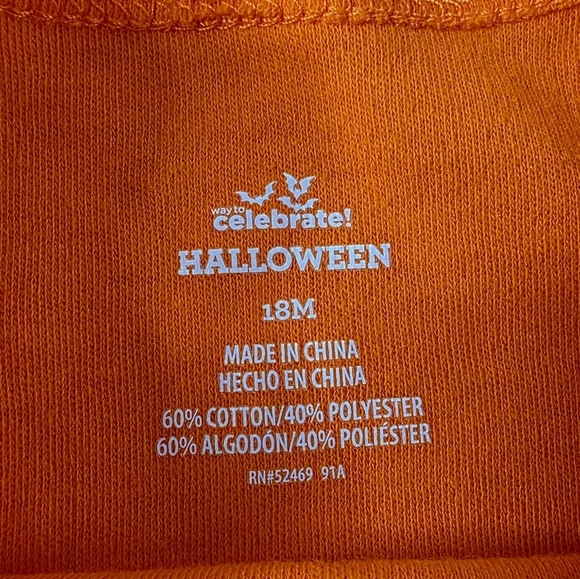 way to
celebrate!
HALLOWEEN
18M
MADE IN CHINA
HECHO EN CHINA
60% COTTON/40% POLYESTER
60% ALGODÓN/40% POLIÉSTER
RN#52469 91A